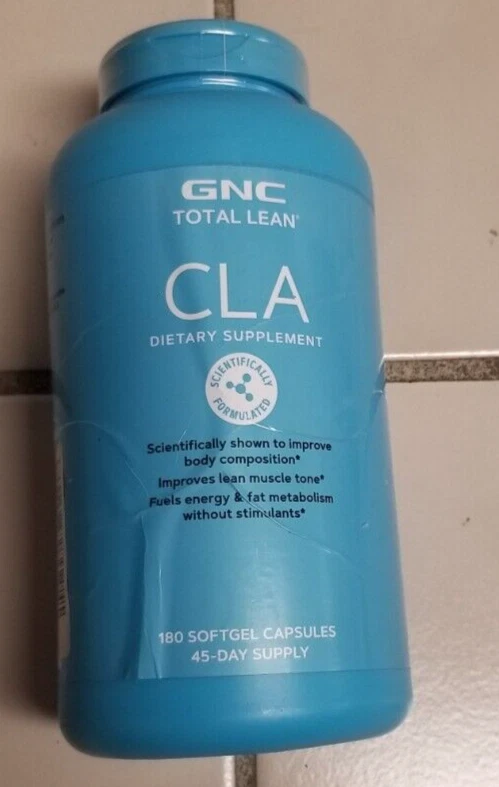 GNC
TOTAL LEAN®
CLA
DIETARY SUPPLEMENT
SCIENTIFICALLY
FORMULATED
Scientifically shown to improve
body composition*
Improves lean muscle tone*
Fuels energy & fat metabolism
without stimulants*
180 SOFTGEL CAPSULES
45-DAY SUPPLY